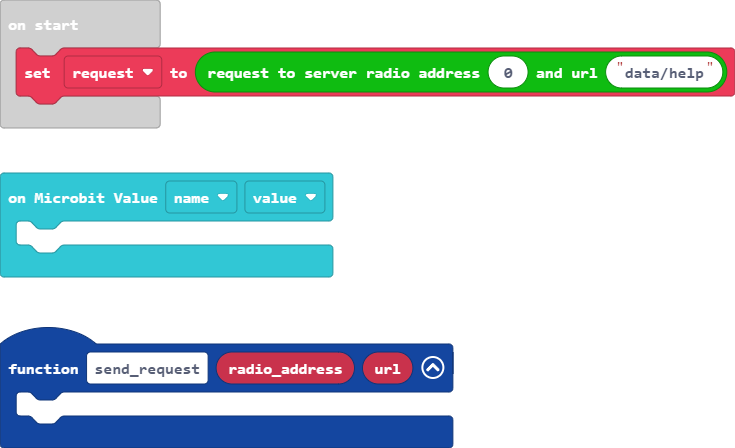 on start
set request to request to server radio address 0 and url "data/help"
on Microbit Value name value
function send_request radio_address url